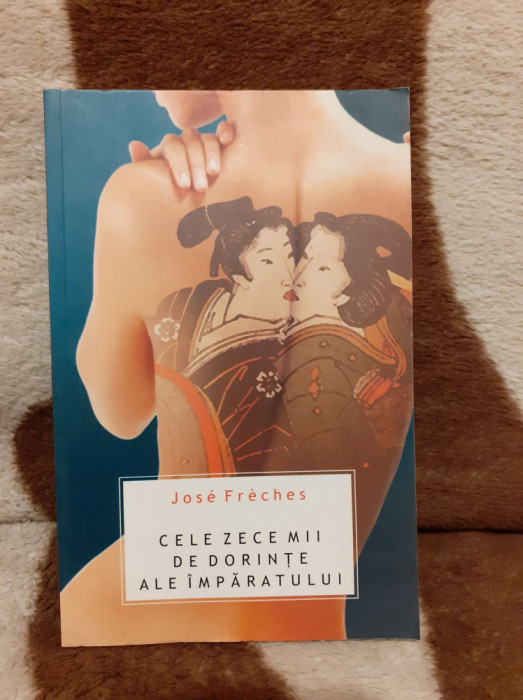 José Frèches
CELE ZECE MII
DE DORINȚE
ALE ÎMPĂRATULUI